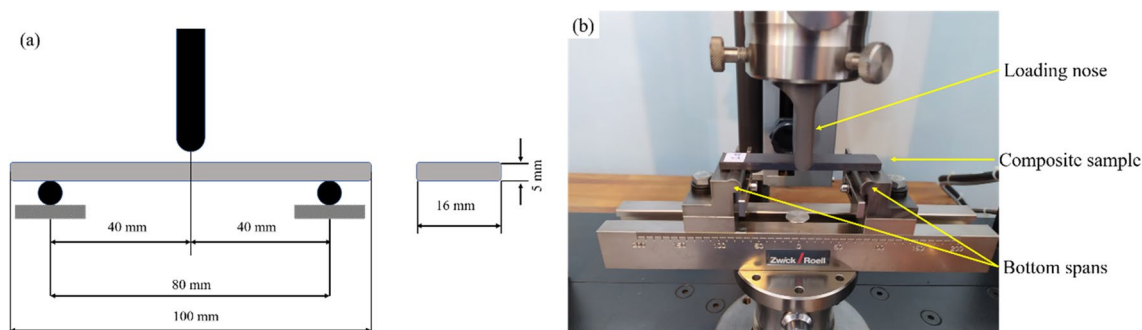 (a)
40 mm
40 mm
80 mm
100 mm
16 mm
5 mm
(b)
Loading nose
Composite sample
Bottom spans
Zwick / Roell